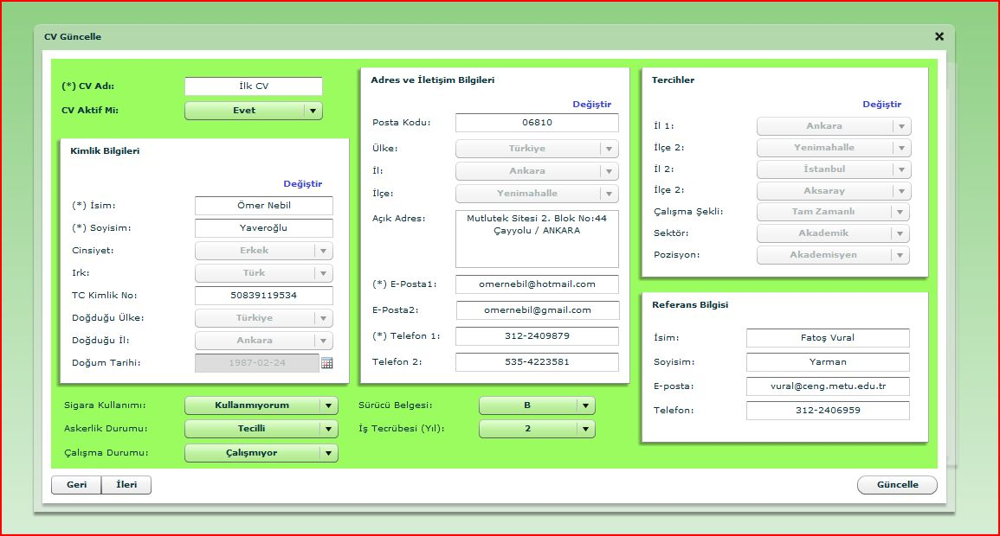 CV Güncelle
(*) CV Adı: İlk CV
CV Aktif Mi: Evet
Kimlik Bilgileri
Değiştir
(*) İsim: Ömer Nebil
(*) Soyisim: Yaveroğlu
Cinsiyet: Erkek
Irk: Türk
TC Kimlik No: 50839119534
Doğduğu Ülke: Türkiye
Doğduğu İl: Ankara
Doğum Tarihi: 1987-02-24
Adres ve İletişim Bilgileri
Değiştir
Posta Kodu: 06810
Ülke: Türkiye
İl: Ankara
İlçe: Yenimahalle
Açık Adres: Mutlutek Sitesi 2. Blok No:44
Çayyolu / ANKARA
(*) E-Posta1: omernebil@hotmail.com
E-Posta2: omernebil@gmail.com
(*) Telefon 1: 312-2409879
Telefon 2: 535-4223581
Tercihler
Değiştir
İl 1: Ankara
İlçe 2: Yenimahalle
İl 2: İstanbul
İlçe 2: Aksaray
Çalışma Şekli: Tam Zamanlı
Sektör: Akademik
Pozisyon: Akademisyen
Referans Bilgisi
İsim: Fatoş Vural
Soyisim: Yarman
E-posta: vural@ceng.metu.edu.tr
Telefon: 312-2406959
Sigara Kullanımı: Kullanmıyorum
Askerlik Durumu: Tecilli
Çalışma Durumu: Çalışmıyor
Sürücü Belgesi: B
İş Tecrübesi (Yıl): 2
Geri İleri Güncelle